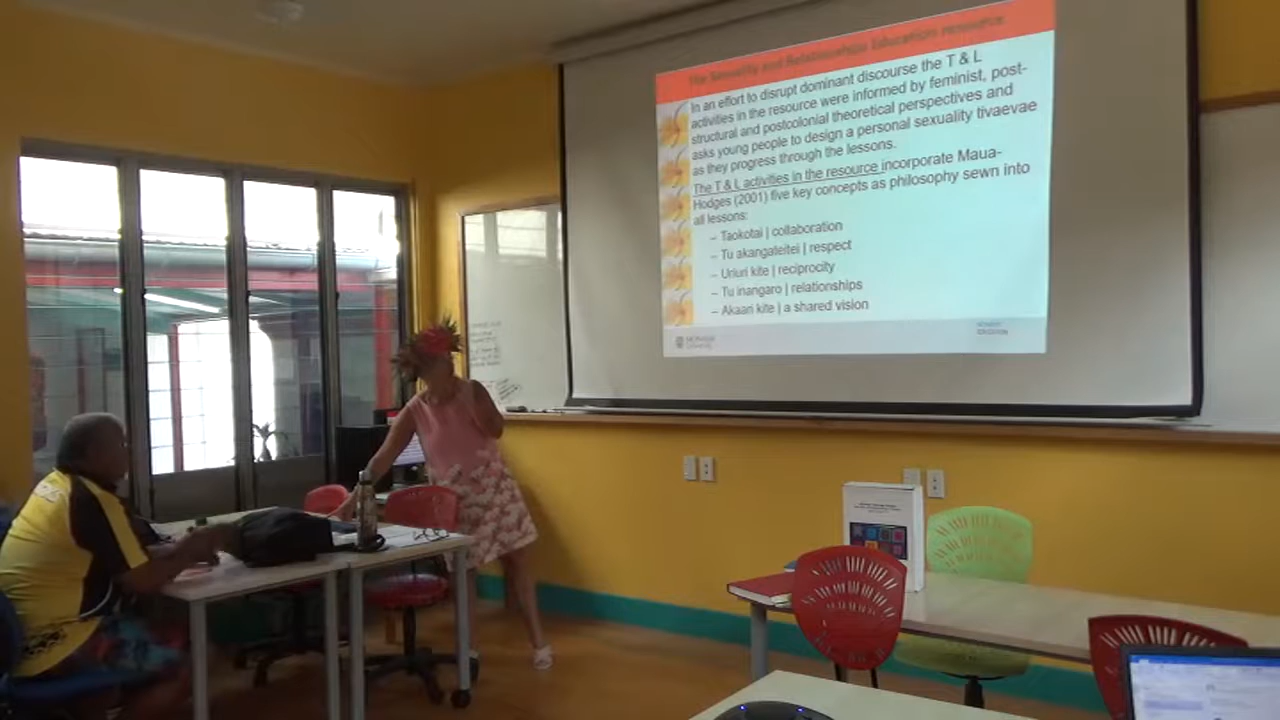 The Sexuality and Relationships Education resource
In an effort to disrupt dominant discourse the T & L
activities in the resource were informed by feminist, post-
structural and postcolonial theoretical perspectives and
asks young people to design a personal sexuality tivaevae
as they progress through the lessons.
The T & L activities in the resource incorporate Maua-
Hodges (2001) five key concepts as philosophy sewn into
all lessons:
– Taokotai | collaboration
– Tu akangateitei | respect
– Uriuri kite | reciprocity
– Tu inangaro | relationships
– Akaari kite | a shared vision